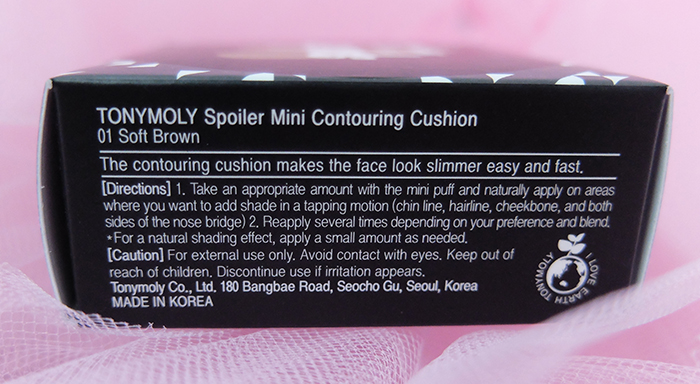 TONYMOLY Spoiler Mini Contouring Cushion
01 Soft Brown
The contouring cushion makes the face look slimmer easy and fast.
[Directions] 1. Take an appropriate amount with the mini puff and naturally apply on areas
where you want to add shade in a tapping motion (chin line, hairline, cheekbone, and both
sides of the nose bridge) 2. Reapply several times depending on your preference and blend.
*For a natural shading effect, apply a small amount as needed.
[Caution] For external use only. Avoid contact with eyes. Keep out of
reach of children. Discontinue use if irritation appears.
Tonymoly Co., Ltd. 180 Bangbae Road, Seocho Gu, Seoul, Korea
MADE IN KOREA
TONYMOLY I LOVE EARTH